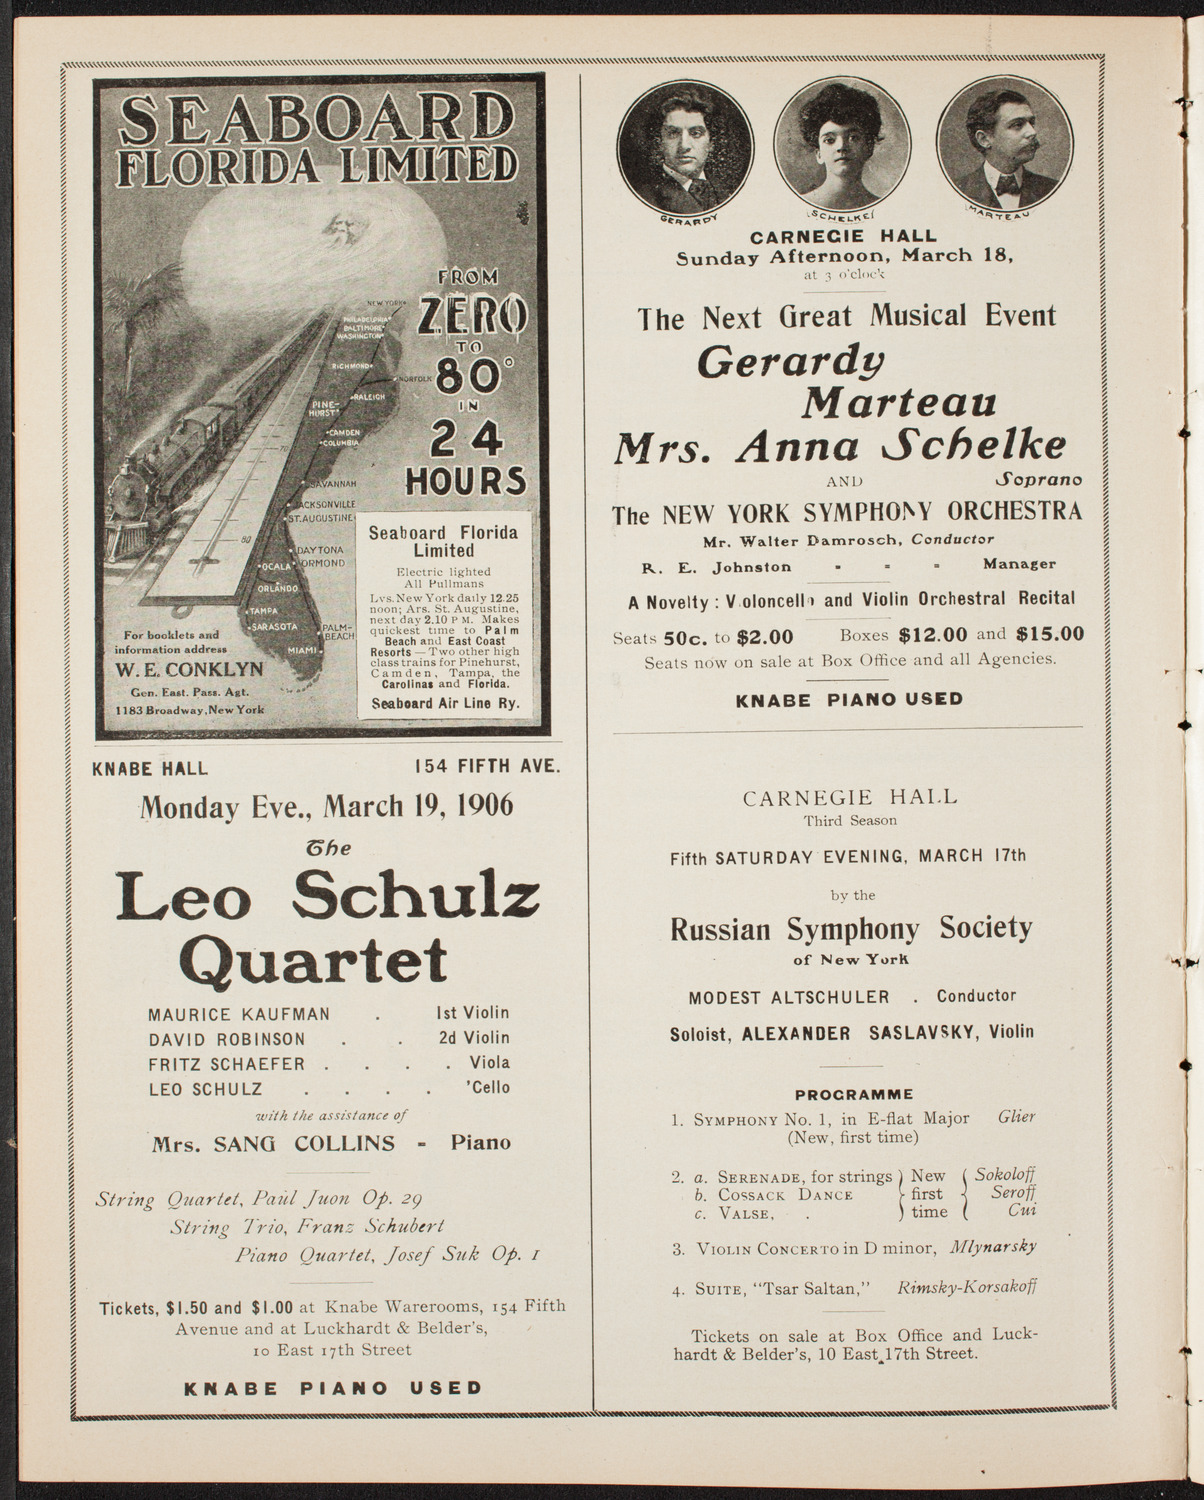 SEABOARD
FLORIDA LIMITED
FROM
ZERO
TO
80°
IN
24
HOURS
NEW YORK
PHILADELPHIA
BALTIMORE
WASHINGTON
RICHMOND
NORFOLK
RALEIGH
PINE-
HURST
CAMDEN
COLUMBIA
SAVANNAH
JACKSONVILLE
ST. AUGUSTINE
80
DAYTONA
ORMOND
OCALA
ORLANDO
TAMPA
SARASOTA
PALM-
BEACH
MIAMI
For booklets and
information address
W. E. CONKLYN
Gen. East. Pass. Agt.
1183 Broadway, New York
Seaboard Florida
Limited
Electric lighted
All Pullmans
Lvs. New York daily 12.25
noon; Ars. St. Augustine,
next day 2.10 P M. Makes
quickest time to Palm
Beach and East Coast
Resorts — Two other high
class trains for Pinehurst,
Camden, Tampa, the
Carolinas and Florida.
Seaboard Air Line Ry.
KNABE HALL 154 FIFTH AVE.
Monday Eve., March 19, 1906
The
Leo Schulz
Quartet
MAURICE KAUFMAN . 1st Violin
DAVID ROBINSON . . 2d Violin
FRITZ SCHAEFER . . . . Viola
LEO SCHULZ . . . . 'Cello
with the assistance of
Mrs. SANG COLLINS - Piano
String Quartet, Paul Juon Op. 29
String Trio, Franz Schubert
Piano Quartet, Josef Suk Op. 1
Tickets, $1.50 and $1.00 at Knabe Warerooms, 154 Fifth
Avenue and at Luckhardt & Belder's,
10 East 17th Street
KNABE PIANO USED
GERARDY
SCHELKE
MARTEAU
CARNEGIE HALL
Sunday Afternoon, March 18,
at 3 o'clock
The Next Great Musical Event
Gerardy
Marteau
Mrs. Anna Schelke
AND Soprano
The NEW YORK SYMPHONY ORCHESTRA
Mr. Walter Damrosch, Conductor
R. E. Johnston - - - Manager
A Novelty : Violoncello and Violin Orchestral Recital
Seats 50c. to $2.00 Boxes $12.00 and $15.00
Seats now on sale at Box Office and all Agencies.
KNABE PIANO USED
CARNEGIE HALL
Third Season
Fifth SATURDAY EVENING, MARCH 17th
by the
Russian Symphony Society
of New York
MODEST ALTSCHULER . Conductor
Soloist, ALEXANDER SASLAVSKY, Violin
PROGRAMME
1. SYMPHONY No. 1, in E-flat Major Glier
(New, first time)
2. a. SERENADE, for strings } New { Sokoloff
b. COSSACK DANCE } first { Seroff
c. VALSE, . } time { Cui
3. VIOLIN CONCERTO in D minor, Mlynarsky
4. SUITE, "Tsar Saltan," Rimsky-Korsakoff
Tickets on sale at Box Office and Luck-
hardt & Belder's, 10 East 17th Street.